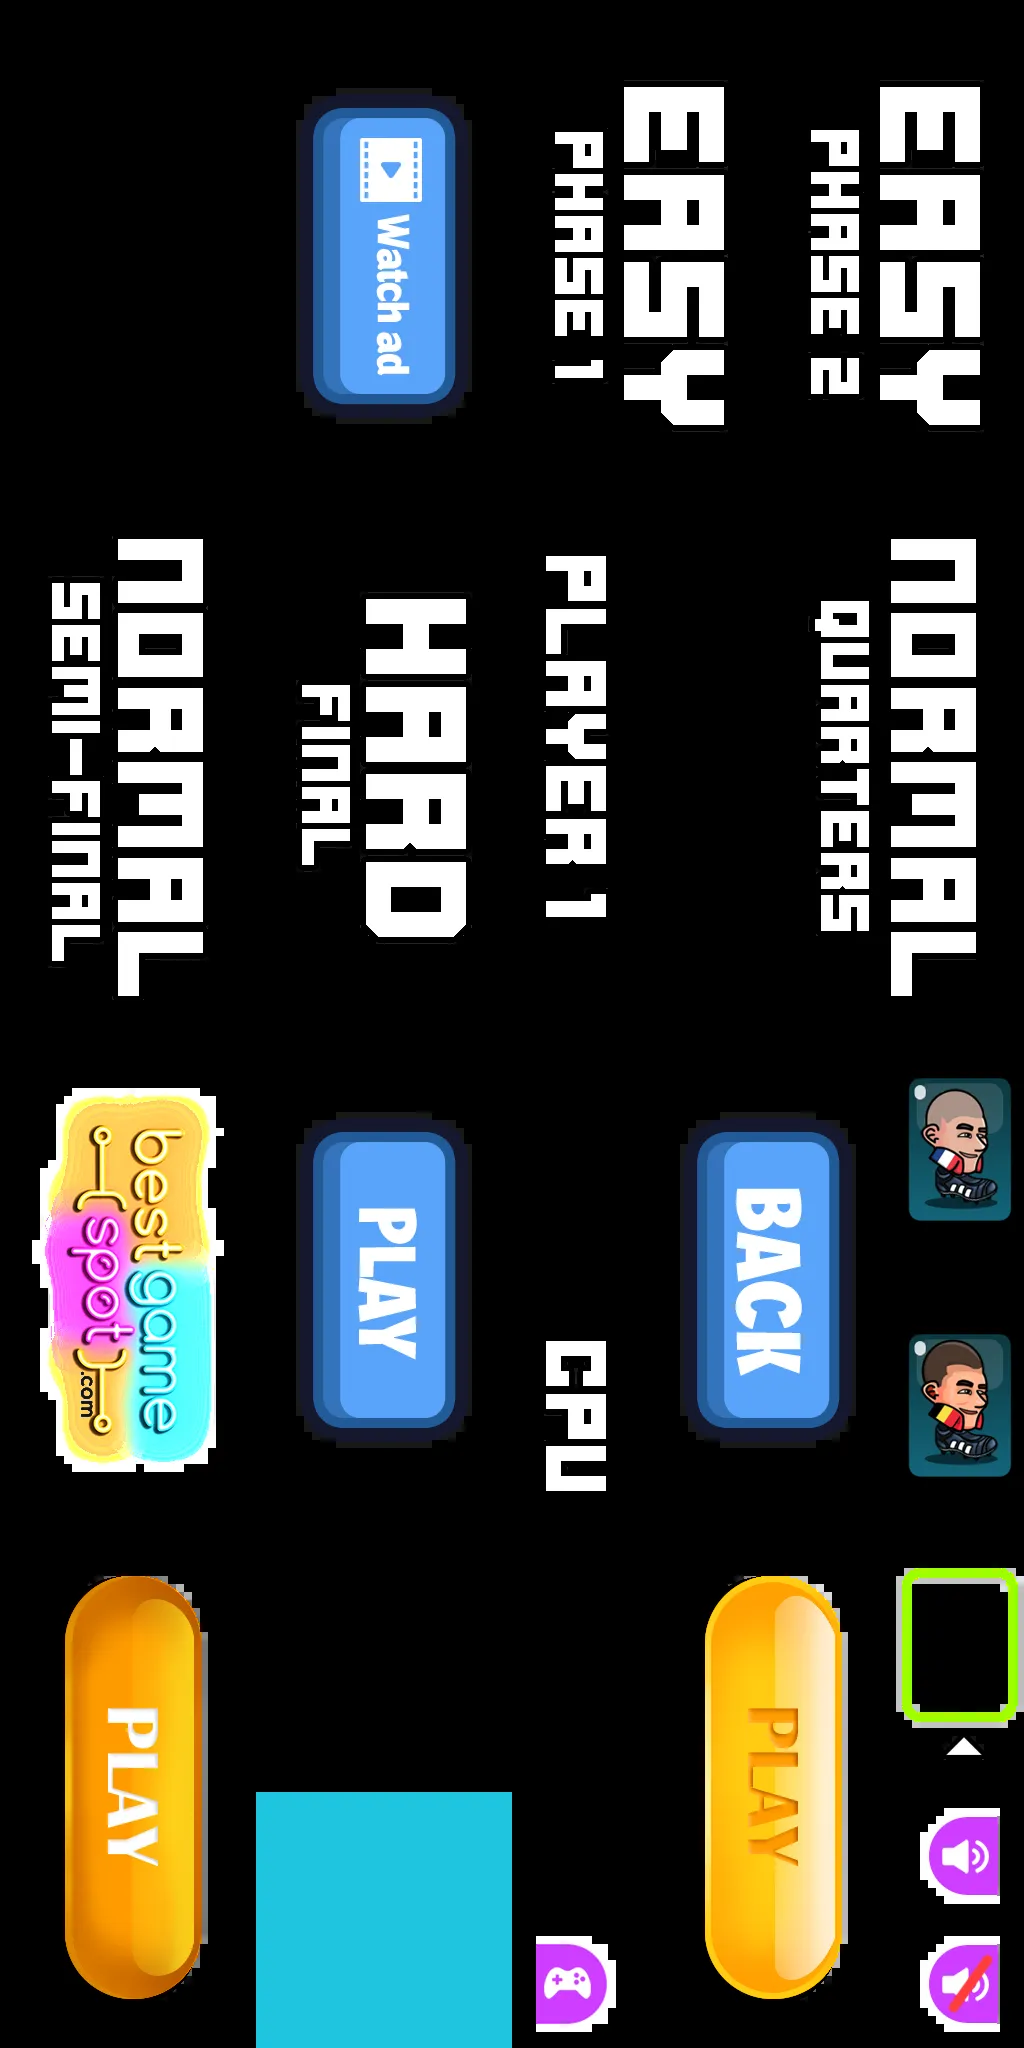 Watch ad
EASY
PHASE 1
EASY
PHASE 2
NORMAL
SEMI-FINAL
HARD
FINAL
PLAYER 1
NORMAL
QUARTERS
best game
spot
.com
PLAY
CPU
BACK
PLAY
PLAY